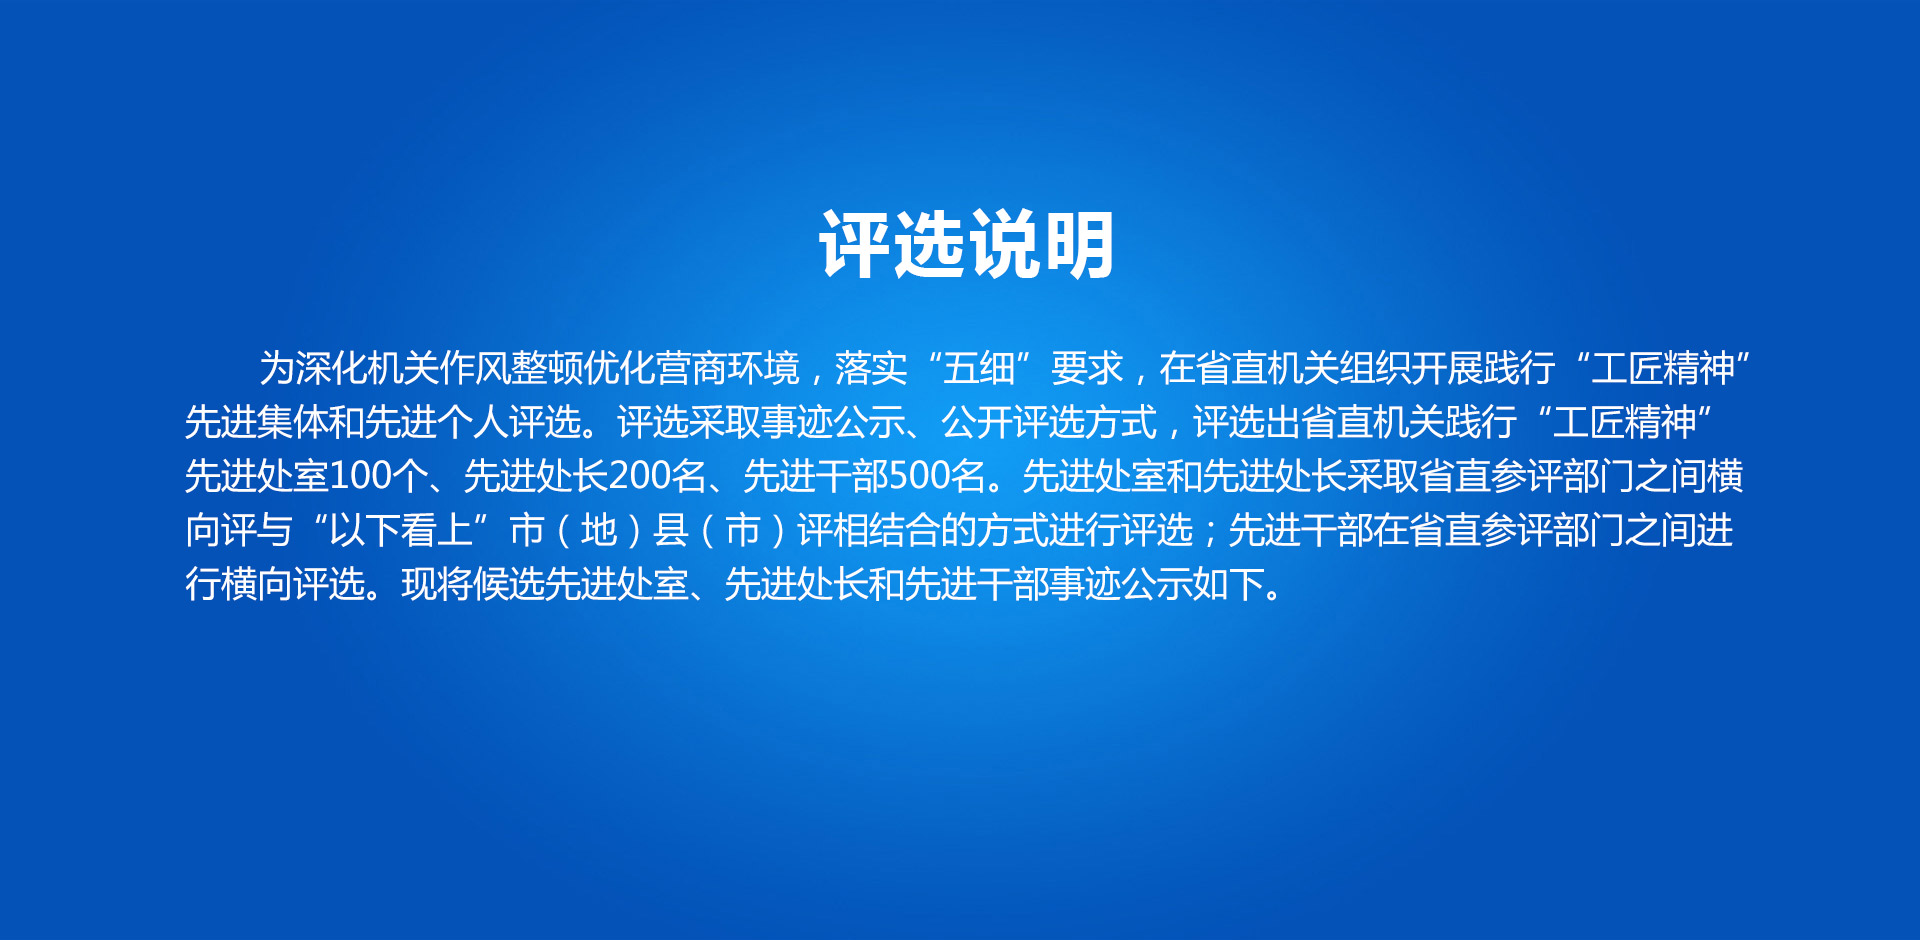 评选说明
为深化机关作风整顿优化营商环境，落实“五细”要求，在省直机关组织开展践行“工匠精神”
先进集体和先进个人评选。评选采取事迹公示、公开评选方式，评选出省直机关践行“工匠精神”
先进处室100个、先进处长200名、先进干部500名。先进处室和先进处长采取省直参评部门之间横
向评与“以下看上”市（地）县（市）评相结合的方式进行评选；先进干部在省直参评部门之间进
行横向评选。现将候选先进处室、先进处长和先进干部事迹公示如下。